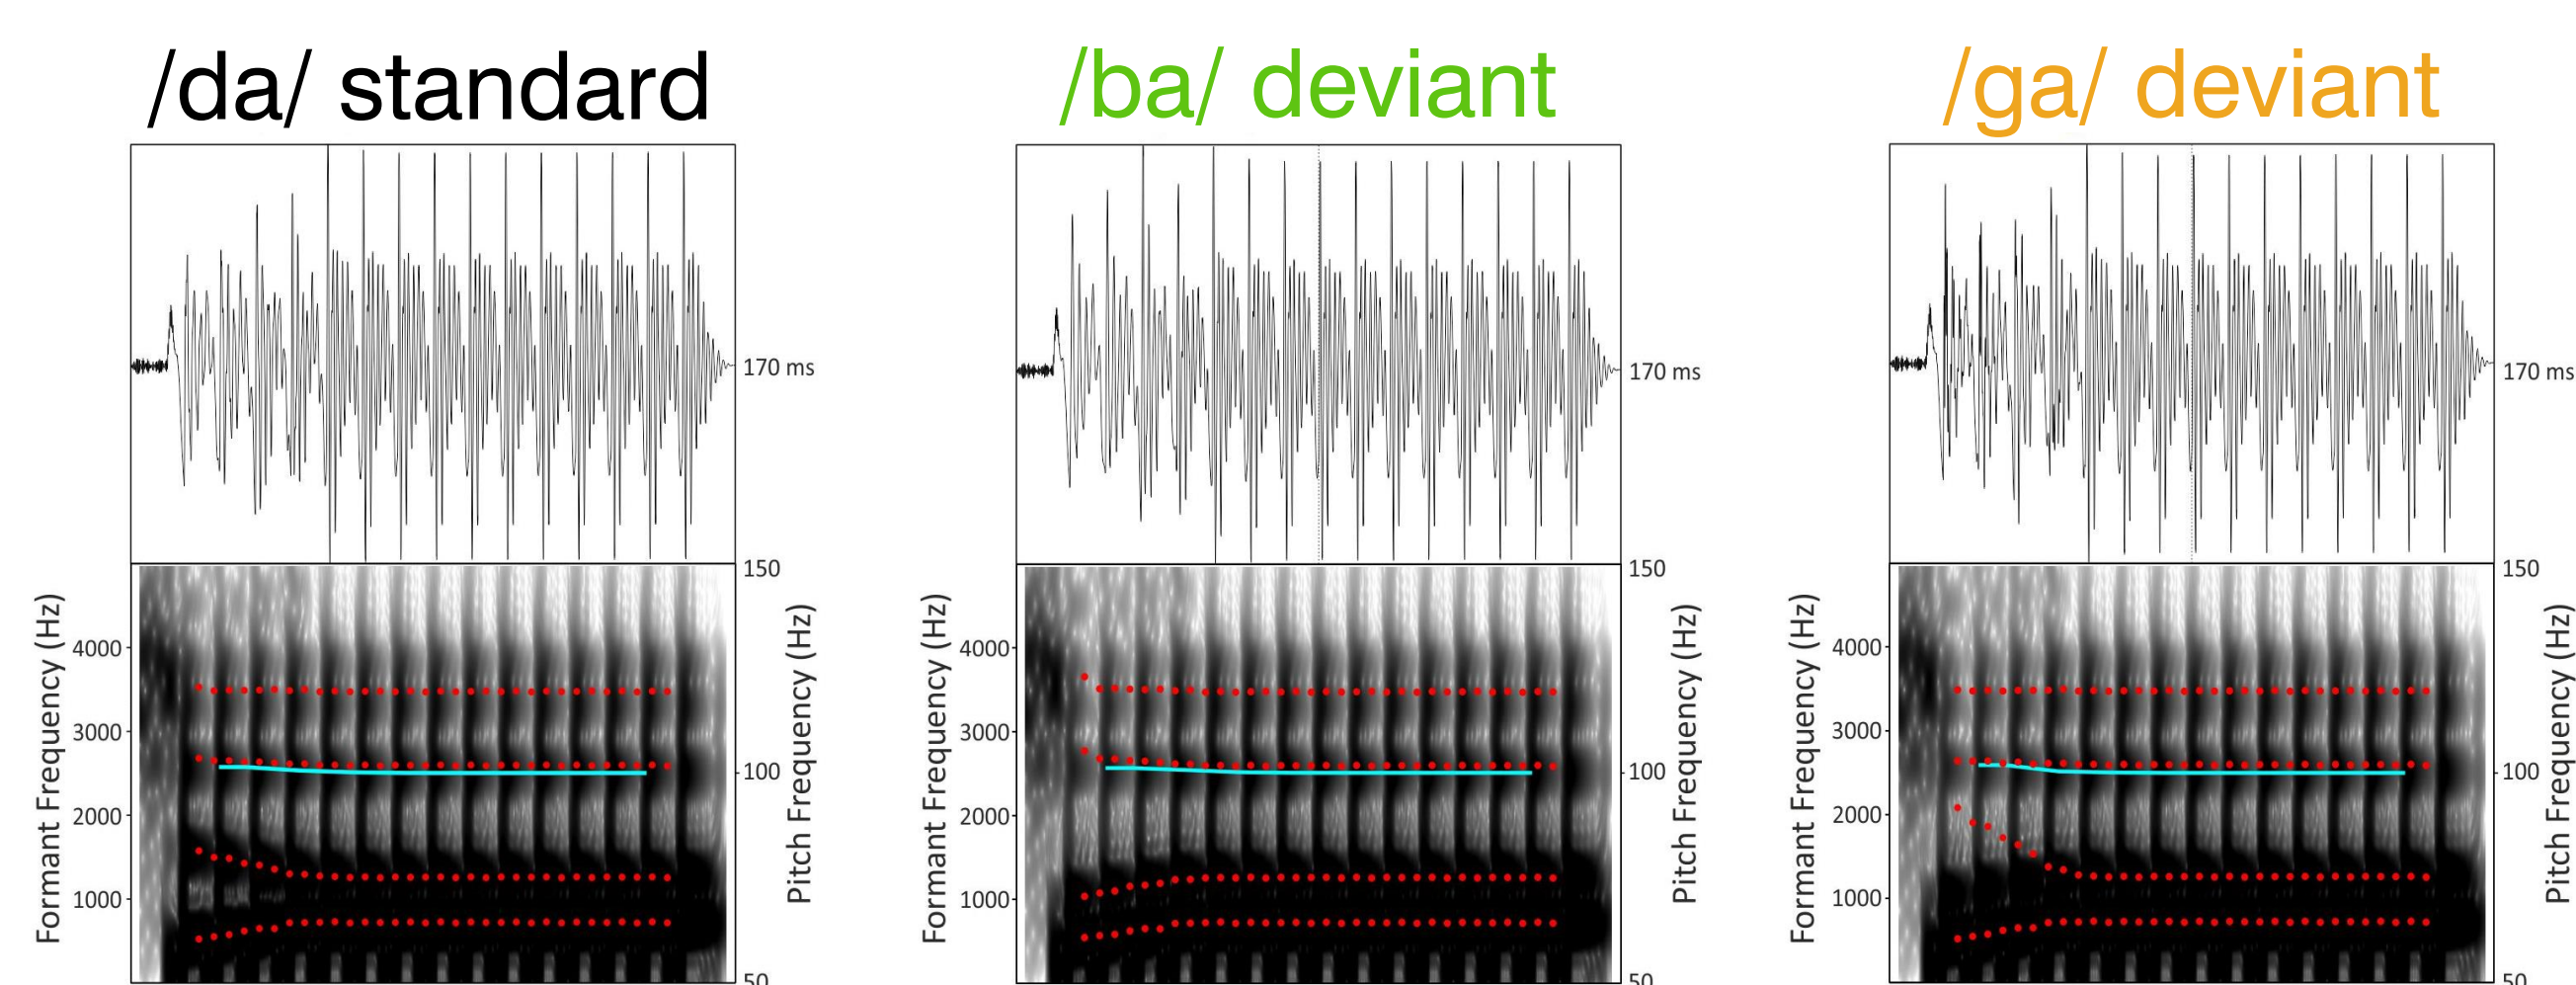 /da/ standard
/ba/ deviant
/ga/ deviant
170 ms
170 ms
170 ms
Formant Frequency (Hz)
4000
3000
2000
1000
150
100
50
Pitch Frequency (Hz)
Formant Frequency (Hz)
4000
3000
2000
1000
150
100
50
Pitch Frequency (Hz)
Formant Frequency (Hz)
4000
3000
2000
1000
150
100
50
Pitch Frequency (Hz)